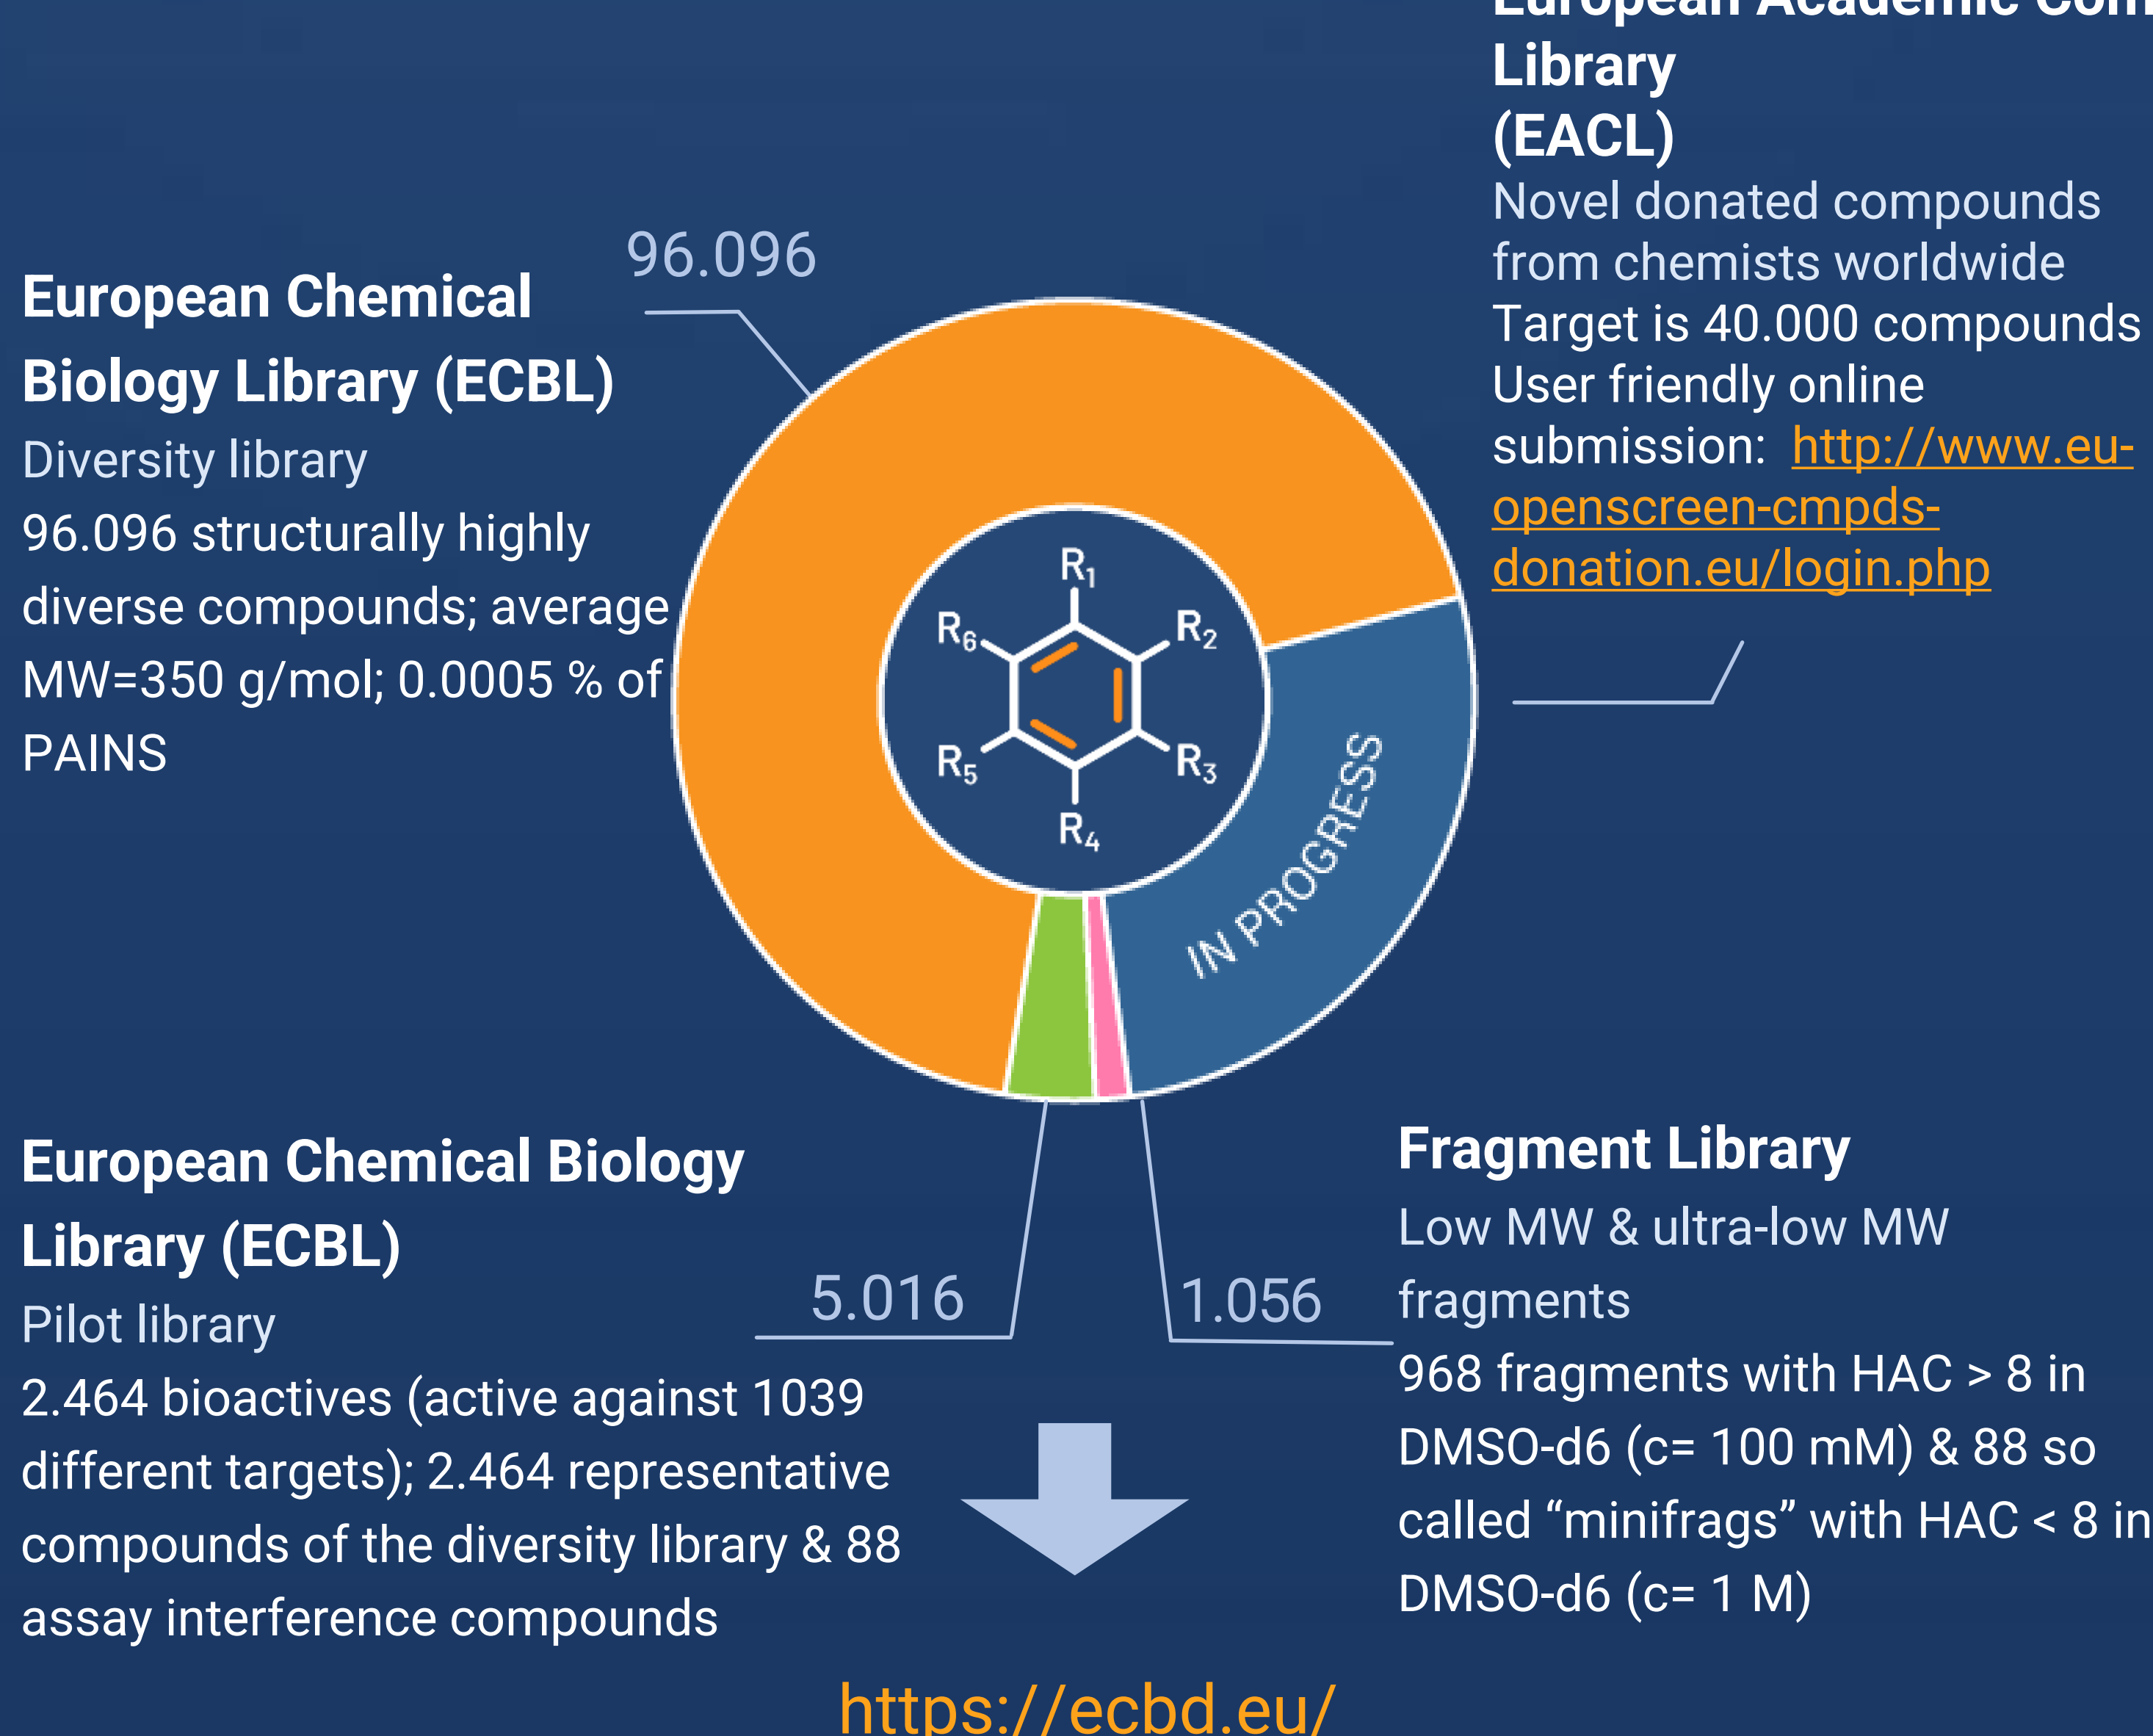 European Chemical
Biology Library (ECBL)
Diversity library
96.096 structurally highly
diverse compounds; average
MW=350 g/mol; 0.0005 % of
PAINS
96.096
European Academic
Library
(EACL)
Novel donated compounds
from chemists worldwide
Target is 40.000 compounds
User friendly online
submission: http://www.eu-
openscreen-cmpds-
donation.eu/login.php
R1
R2
R3
R4
R5
R6
IN PROGRESS
European Chemical Biology
Library (ECBL)
Pilot library
2.464 bioactives (active against 1039
different targets); 2.464 representative
compounds of the diversity library & 88
assay interference compounds
5.016
1.056
Fragment Library
Low MW & ultra-low MW
fragments
968 fragments with HAC > 8 in
DMSO-d6 (c= 100 mM) & 88 so
called “minifrags” with HAC < 8 in
DMSO-d6 (c= 1 M)
https://ecbd.eu/